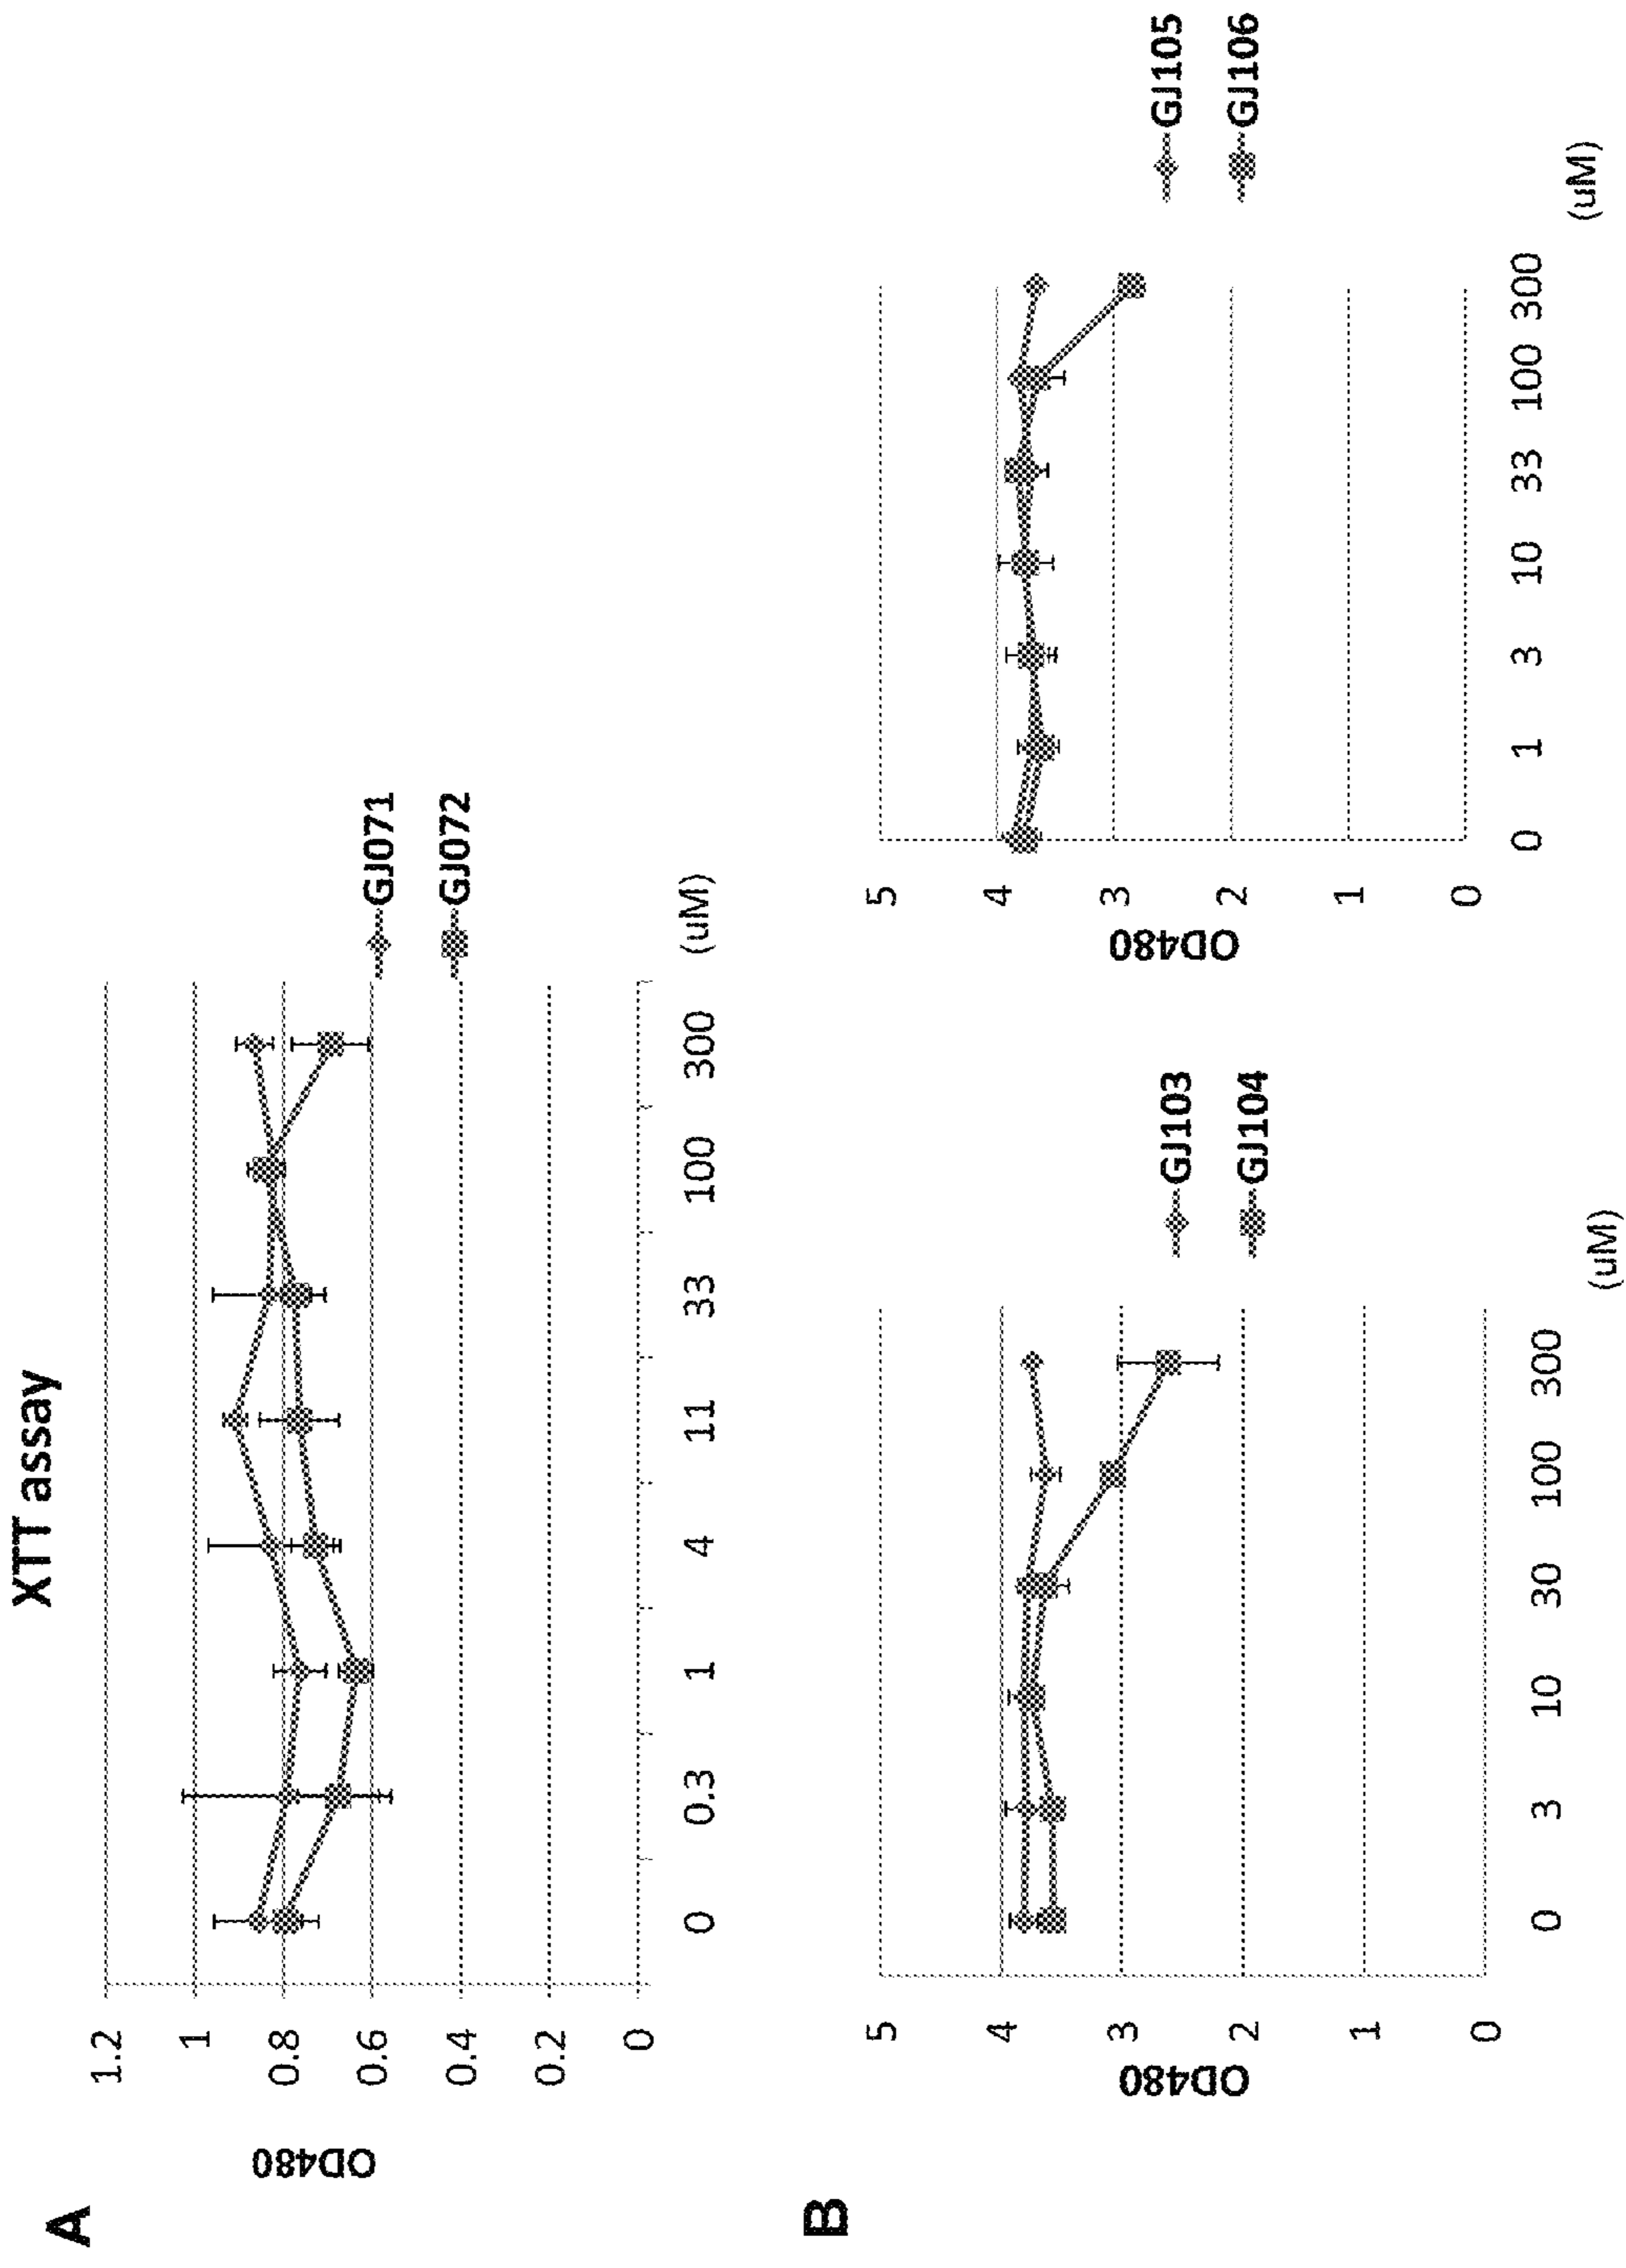 XTT assay
A
OD480
1.2
1
0.8
0.6
0.4
0.2
0
0 0.3 1 4 11 33 100 300 (uM)
GJ071
GJ072
B
OD480
5
4
3
2
1
0
0 3 10 30 100 300 (uM)
GJ103
GJ104
OD480
5
4
3
2
1
0
0 1 3 10 33 100 300 (uM)
GJ105
GJ106